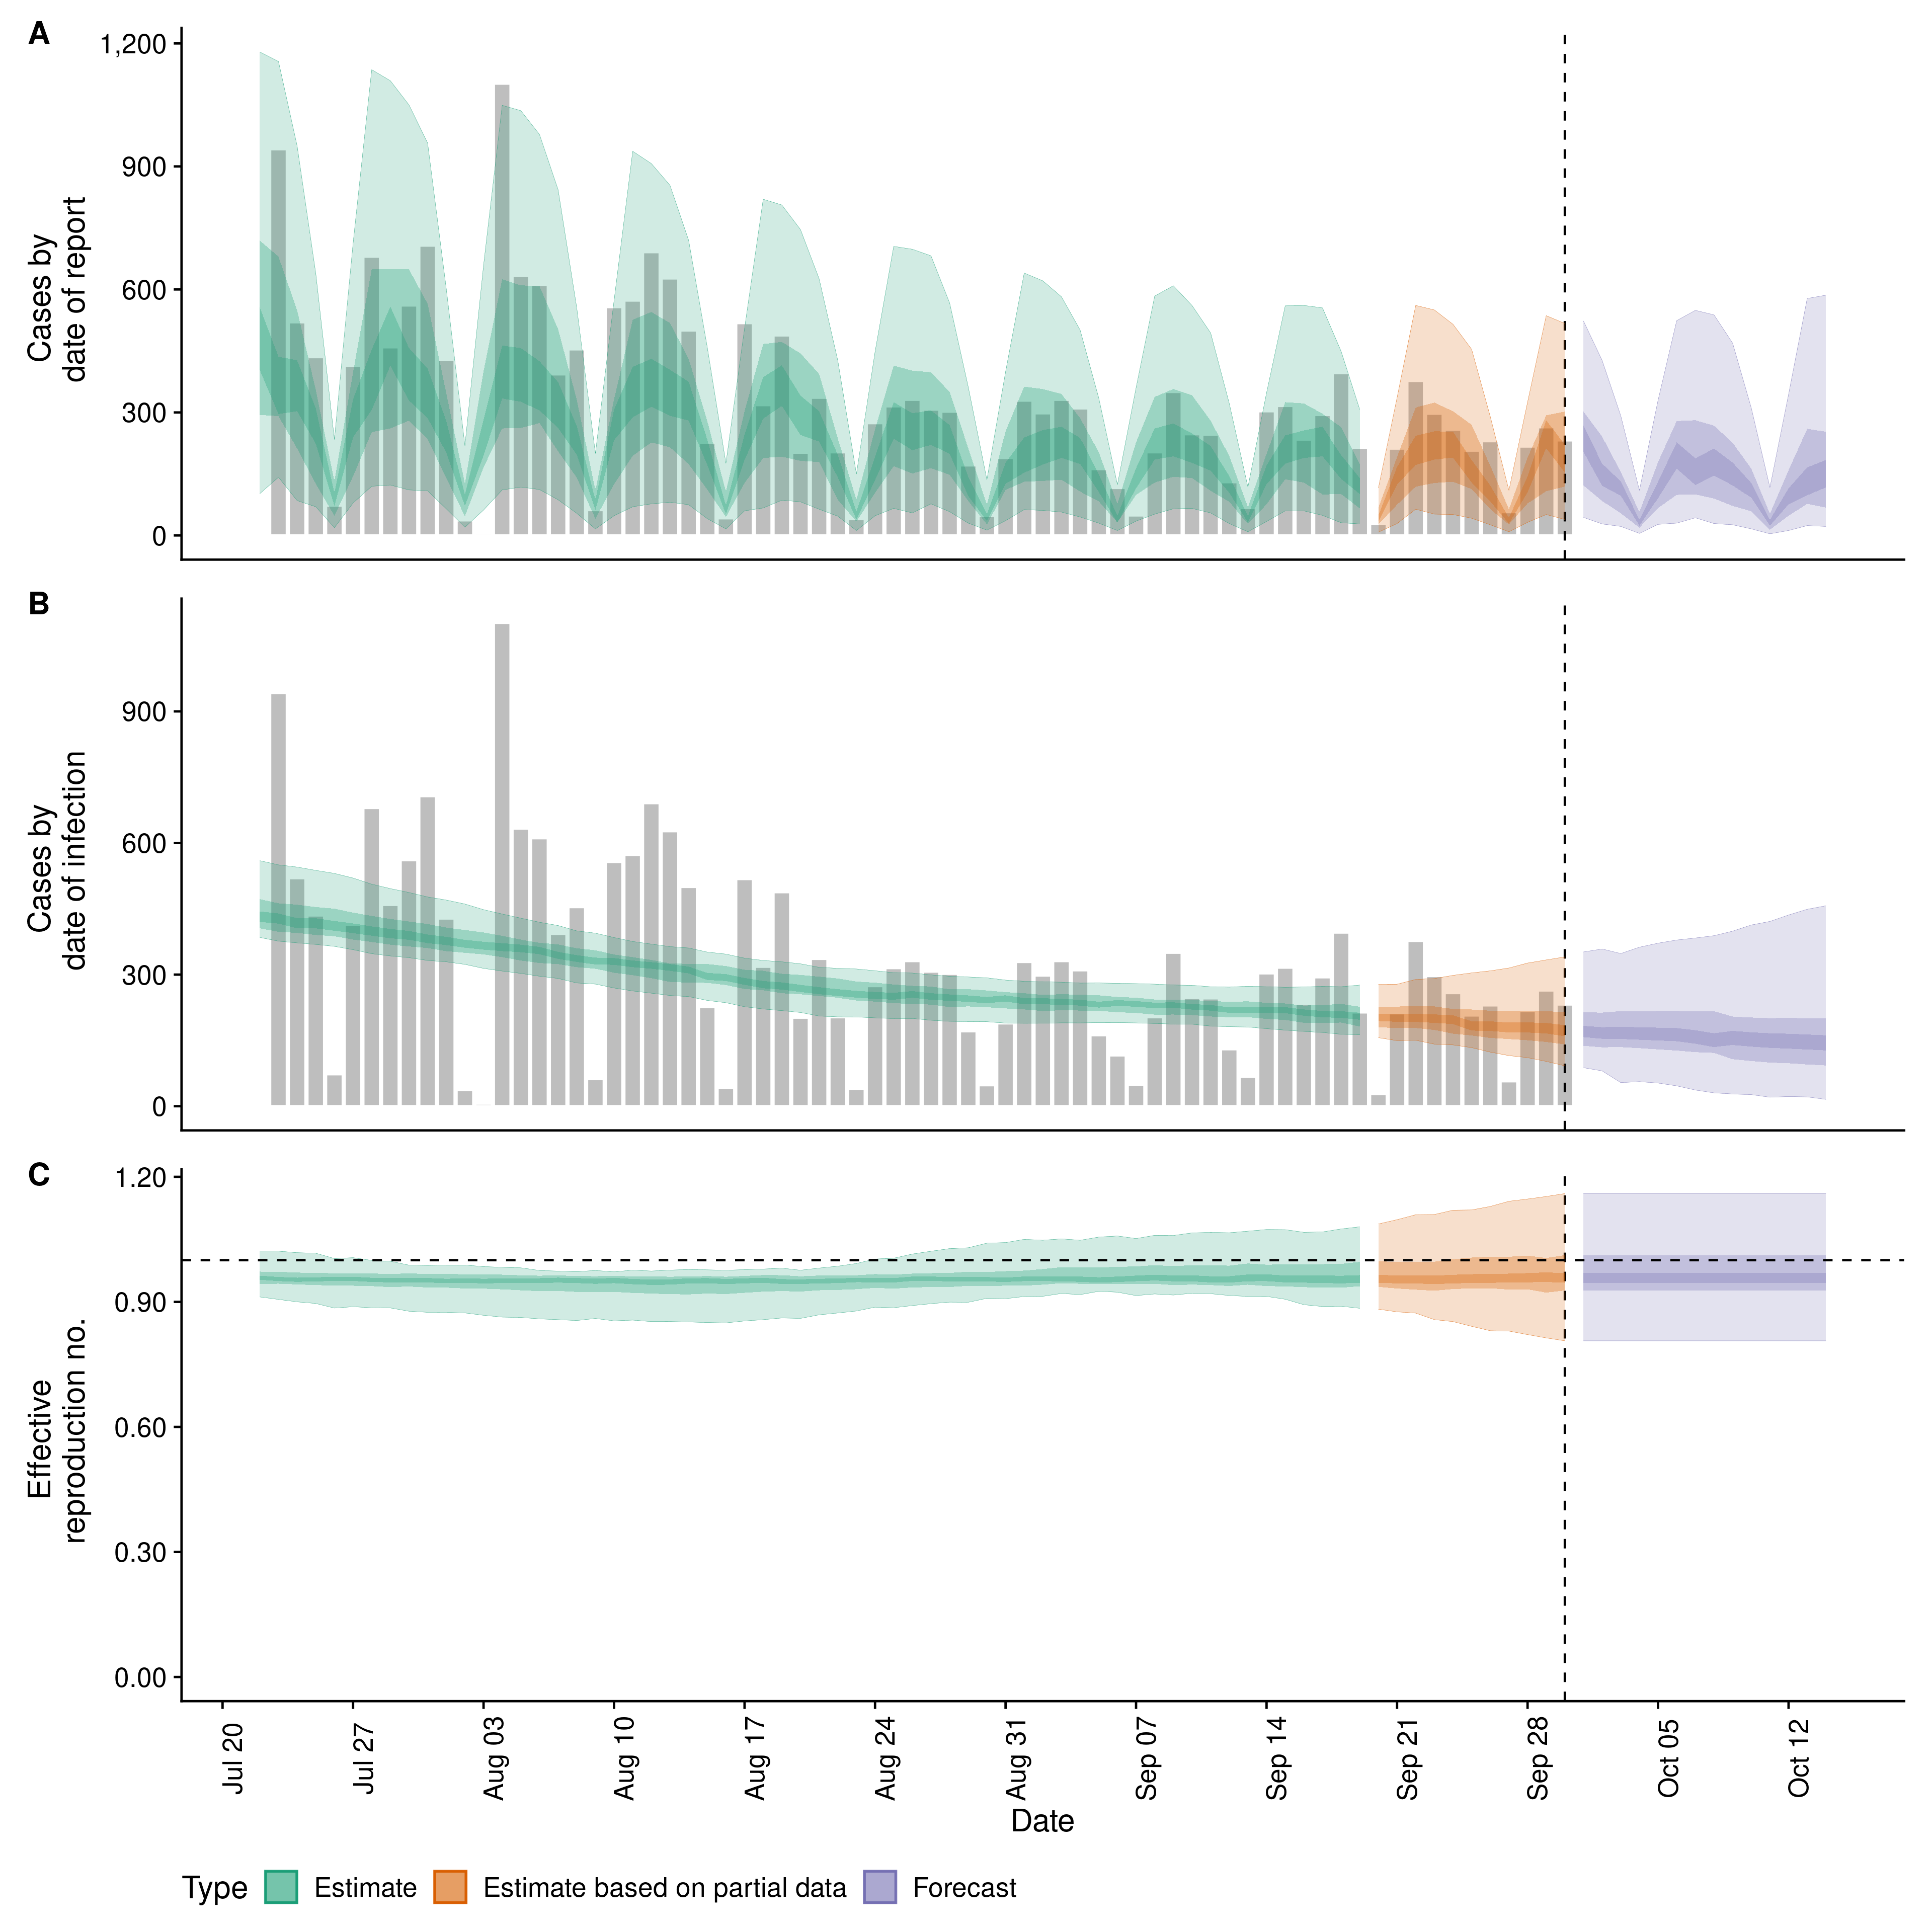 A
1,200
900
600
300
0
Cases by
date of report
B
900
600
300
0
Cases by
date of infection
C
1.20
0.90
0.60
0.30
0.00
Effective
reproduction no.
Jul 20
Jul 27
Aug 03
Aug 10
Aug 17
Aug 24
Aug 31
Sep 07
Sep 14
Sep 21
Sep 28
Oct 05
Oct 12
Date
Type Estimate Estimate based on partial data Forecast